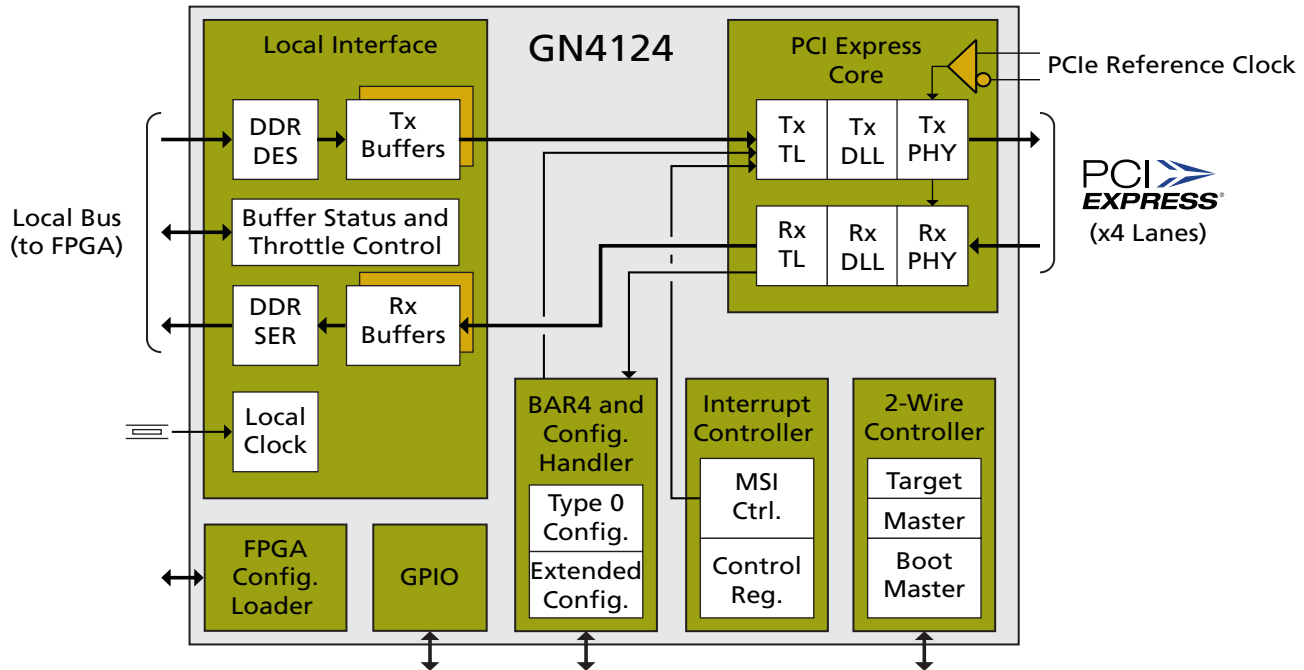 GN4124
Local Interface
DDR
DES
Tx
Buffers
Buffer Status and
Throttle Control
DDR
SER
Rx
Buffers
Local
Clock
Local Bus
(to FPGA)
PCI Express
Core
Tx
TL
Tx
DLL
Tx
PHY
Rx
TL
Rx
DLL
Rx
PHY
PCIe Reference Clock
PCI
EXPRESS®
(x4 Lanes)
FPGA
Config.
Loader
GPIO
BAR4 and
Config.
Handler
Type 0
Config.
Extended
Config.
Interrupt
Controller
MSI
Ctrl.
Control
Reg.
2-Wire
Controller
Target
Master
Boot
Master